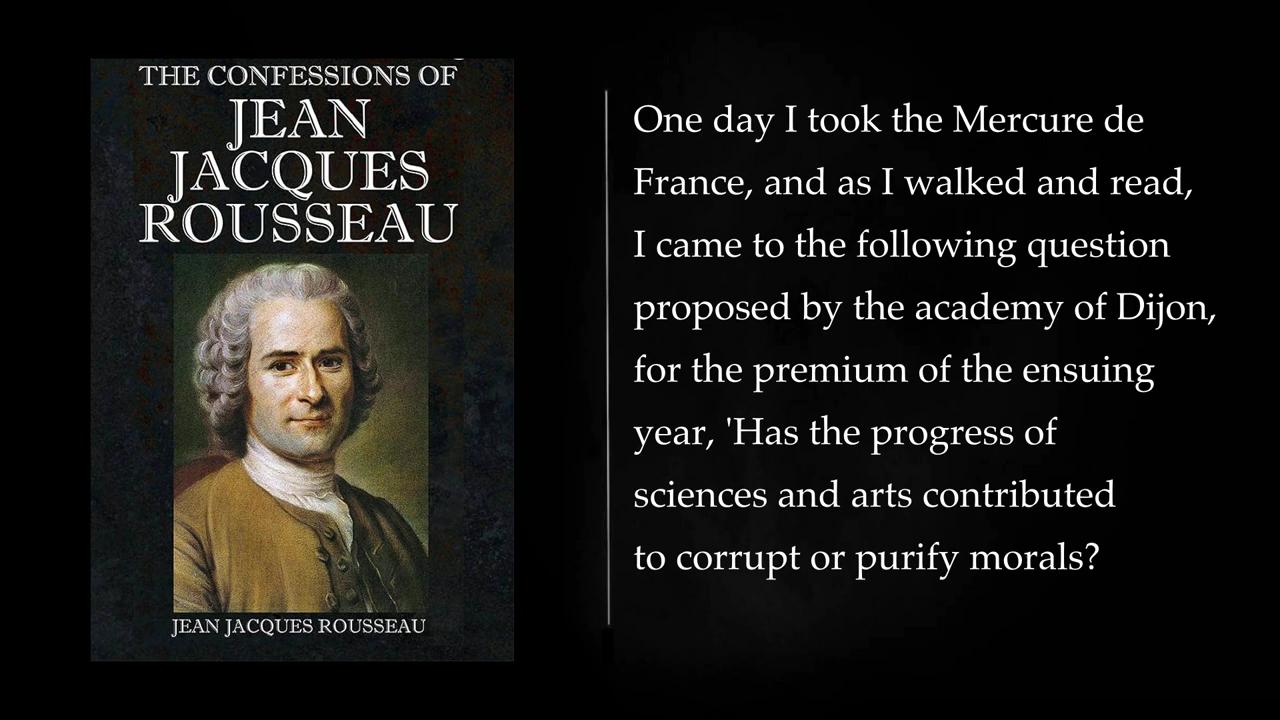 THE CONFESSIONS OF
JEAN
JACQUES
ROUSSEAU
JEAN JACQUES ROUSSEAU
One day I took the Mercure de
France, and as I walked and read,
I came to the following question
proposed by the academy of Dijon,
for the premium of the ensuing
year, 'Has the progress of
sciences and arts contributed
to corrupt or purify morals?